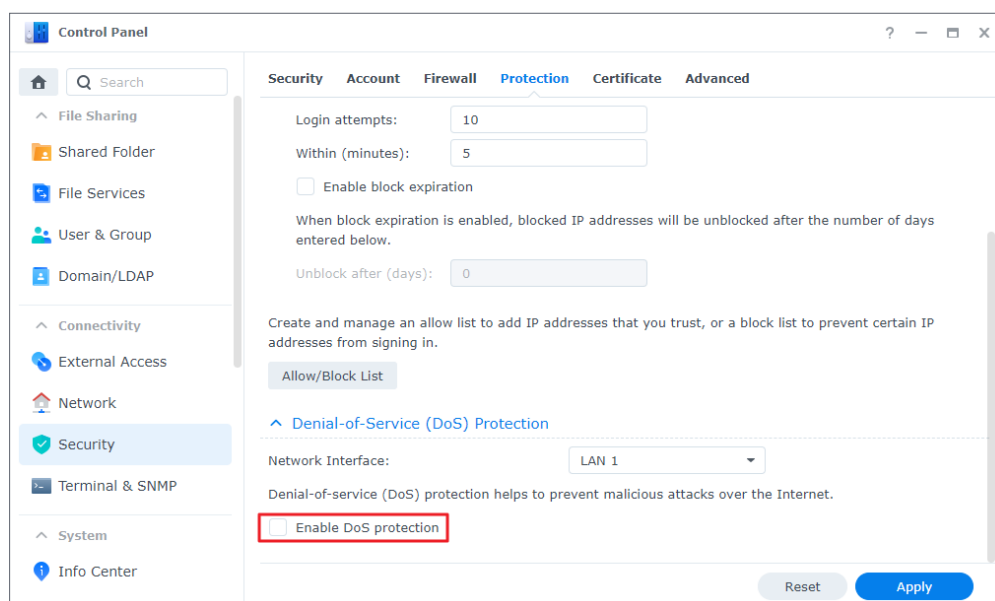 Control Panel
?
Search
Security Account Firewall Protection Certificate Advanced
File Sharing
Shared Folder
File Services
User & Group
Domain/LDAP
Connectivity
External Access
Network
Security
Terminal & SNMP
System
Info Center
Login attempts: 10
Within (minutes): 5
Enable block expiration
When block expiration is enabled, blocked IP addresses will be unblocked after the number of days
entered below.
Unblock after (days): 0
Create and manage an allow list to add IP addresses that you trust, or a block list to prevent certain IP
addresses from signing in.
Allow/Block List
Denial-of-Service (DoS) Protection
Network Interface: LAN 1
Denial-of-service (DoS) protection helps to prevent malicious attacks over the Internet.
Enable DoS protection
Reset Apply